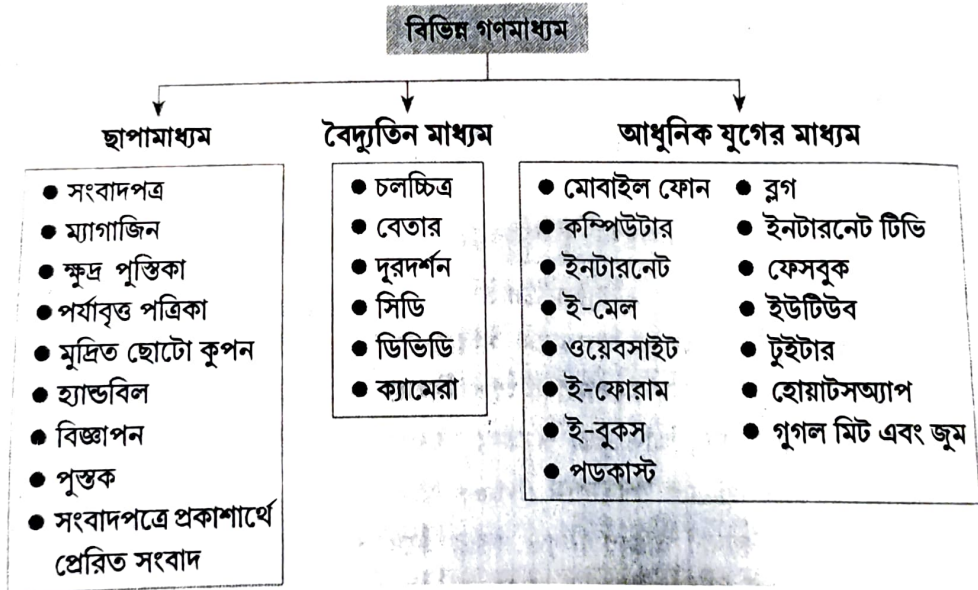 বিভিন্ন গণমাধ্যম
ছাপামাধ্যম
● সংবাদপত্র
● ম্যাগাজিন
● ক্ষুদ্র পুস্তিকা
● পর্যাবৃত্ত পত্রিকা
● মুদ্রিত ছোটো কুপন
● হ্যান্ডবিল
● বিজ্ঞাপন
● পুস্তক
● সংবাদপত্রে প্রকাশার্থে
প্রেরিত সংবাদ
বৈদ্যুতিন মাধ্যম
● চলচ্চিত্র
● বেতার
● দূরদর্শন
● সিডি
● ডিভিডি
● ক্যামেরা
আধুনিক যুগের মাধ্যম
● মোবাইল ফোন
● কম্পিউটার
● ইনটারনেট
● ই-মেল
● ওয়েবসাইট
● ই-ফোরাম
● ই-বুকস
● পডকাস্ট
● ব্লগ
● ইনটারনেট টিভি
● ফেসবুক
● ইউটিউব
● টুইটার
● হোয়াটসঅ্যাপ
● গুগল মিট এবং জুম